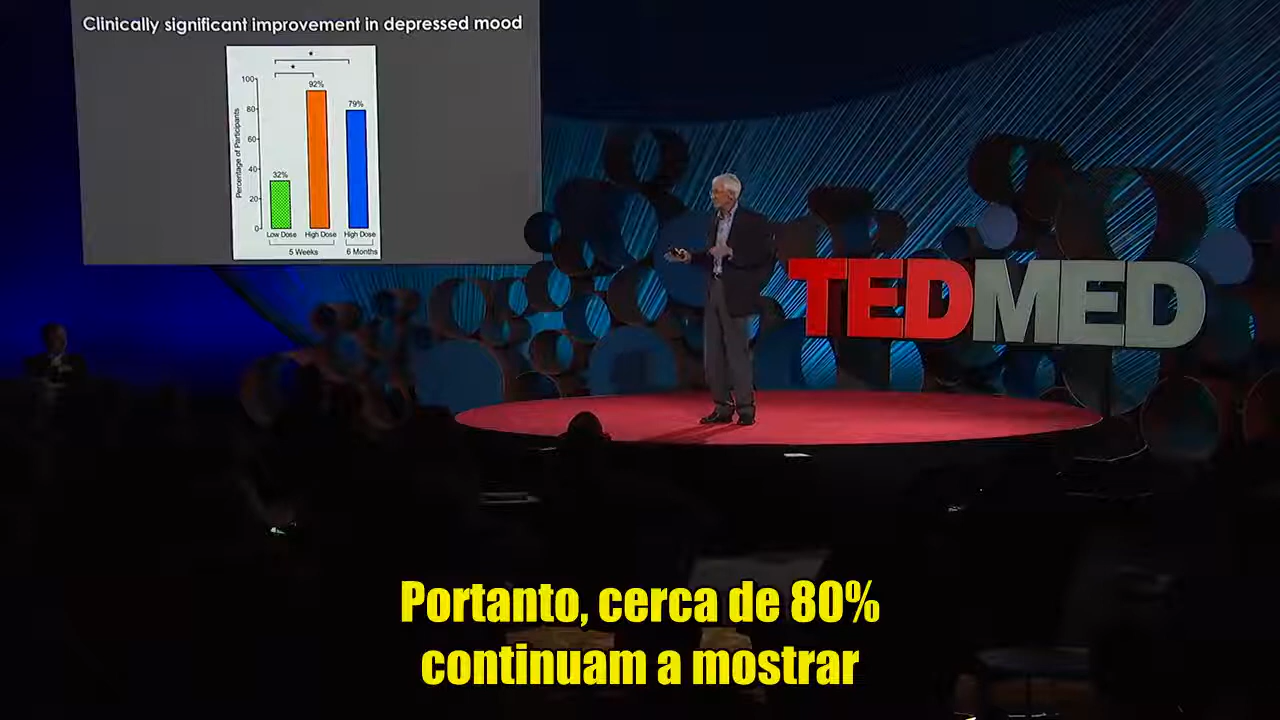 Clinically significant improvement in depressed mood
*
*
100
80
60
40
20
0
Percentage of Participants
32%
92%
79%
Low Dose
High Dose
High Dose
5 Weeks
6 Months
TEDMED
Portanto, cerca de 80%
continuam a mostrar